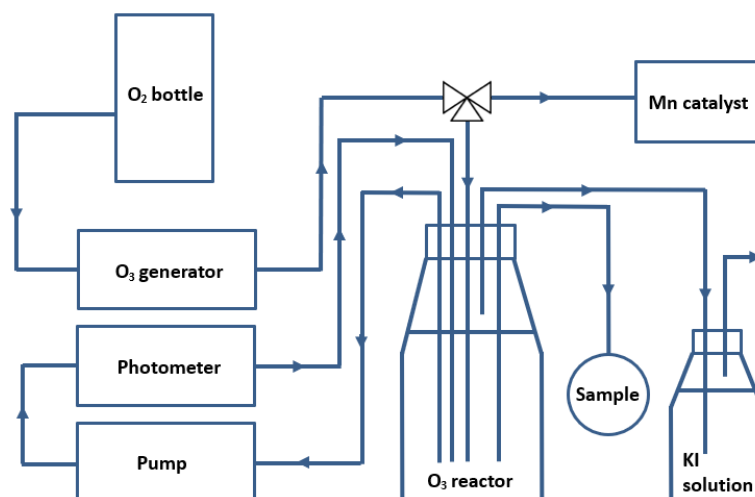 O₂ bottle
Mn catalyst
O₃ generator
Photometer
Sample
Pump
O₃ reactor
KI
solution